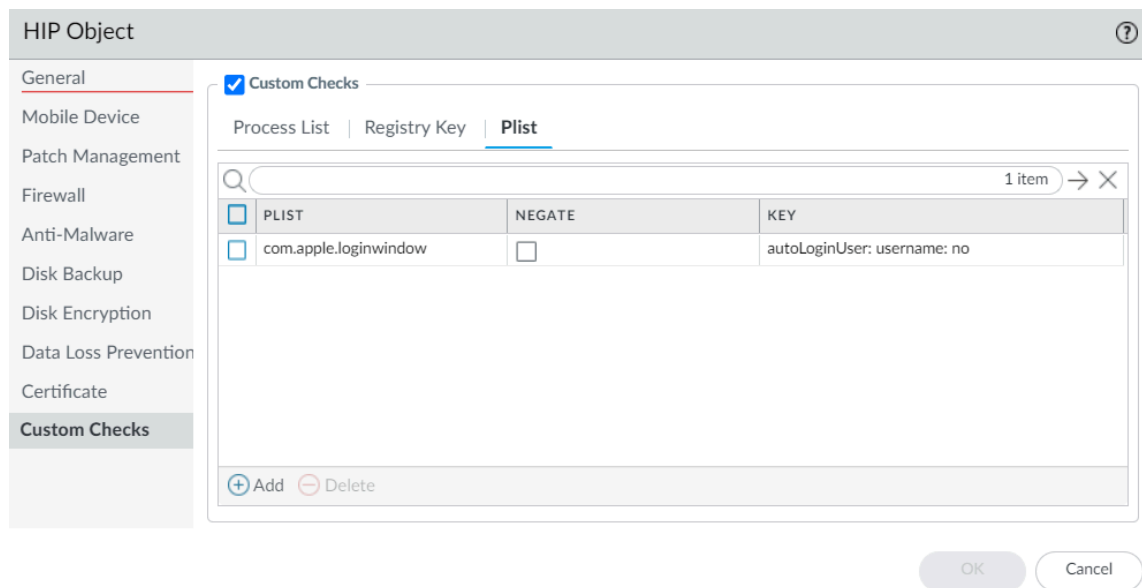 HIP Object
General
Mobile Device
Patch Management
Firewall
Anti-Malware
Disk Backup
Disk Encryption
Data Loss Prevention
Certificate
Custom Checks
Custom Checks
Process List | Registry Key | Plist
1 item
PLIST NEGATE KEY
com.apple.loginwindow autoLoginUser: username: no
Add Delete
OK Cancel